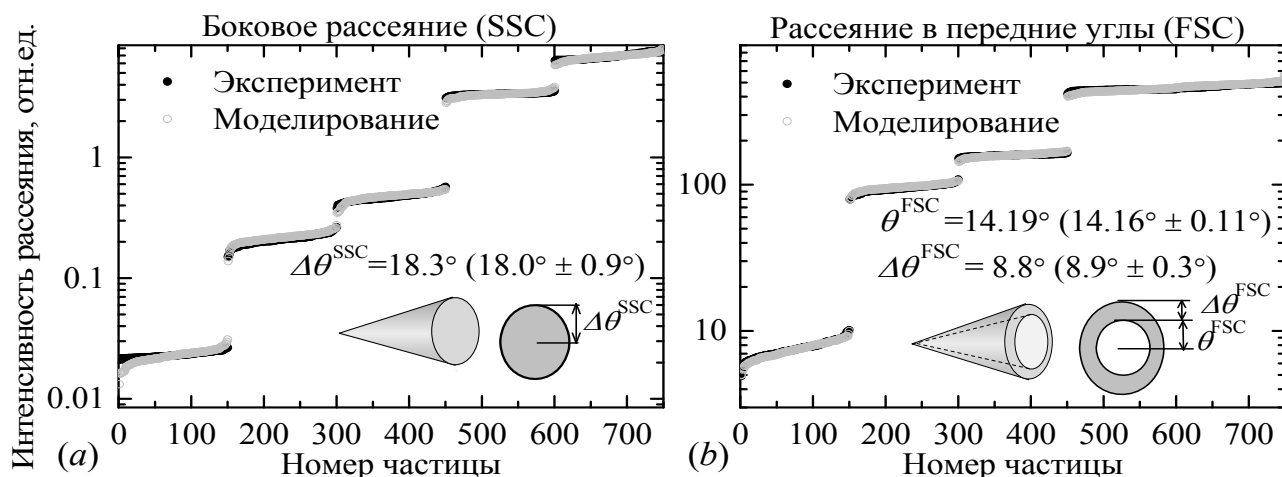 Боковое рассеяние (SSC)
Интенсивность рассеяния, отн.ед.
Эксперимент
Моделирование
1
0.1
0.01
Δθ^SSC=18.3° (18.0° ± 0.9°)
Δθ^SSC
0 100 200 300 400 500 600 700
(a)
Номер частицы
Рассеяние в передние углы (FSC)
Эксперимент
Моделирование
100
10
θ^FSC =14.19° (14.16° ± 0.11°)
Δθ^FSC = 8.8° (8.9° ± 0.3°)
Δθ^FSC
θ^FSC
0 100 200 300 400 500 600 700
(b)
Номер частицы